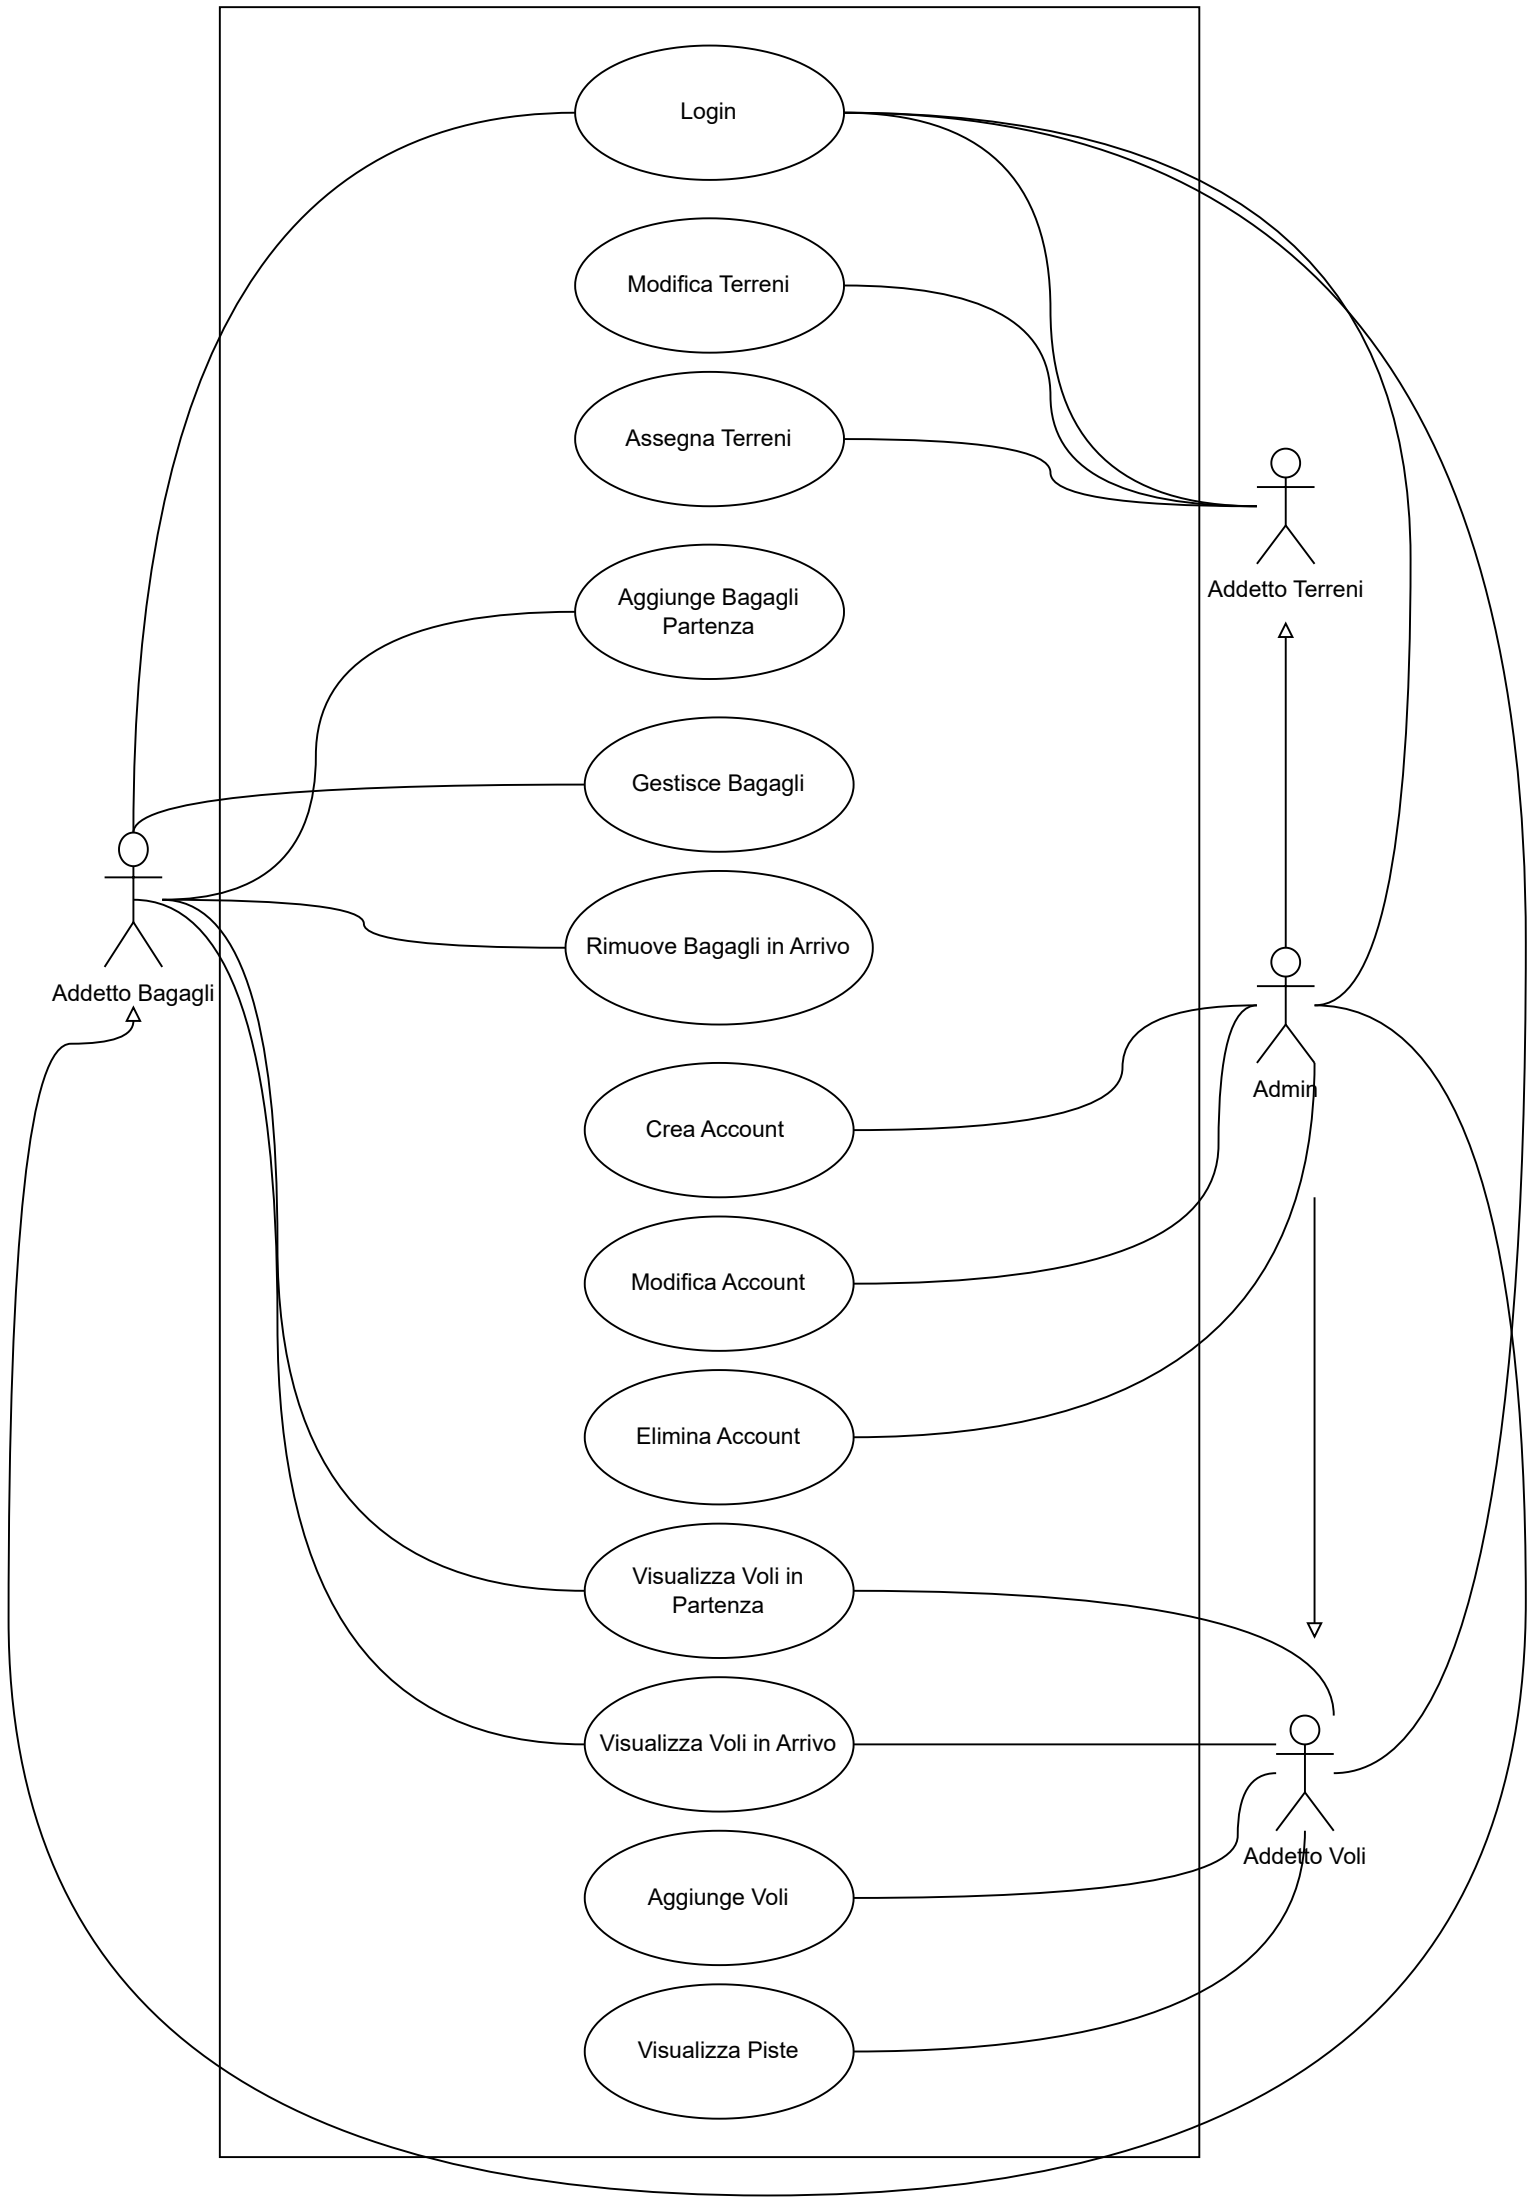 Login
Modifica Terreni
Assegna Terreni
Addetto Terreni
Aggiunge Bagagli
Partenza
Gestisce Bagagli
Rimuove Bagagli in Arrivo
Addetto Bagagli
Admin
Crea Account
Modifica Account
Elimina Account
Visualizza Voli in
Partenza
Visualizza Voli in Arrivo
Addetto Voli
Aggiunge Voli
Visualizza Piste